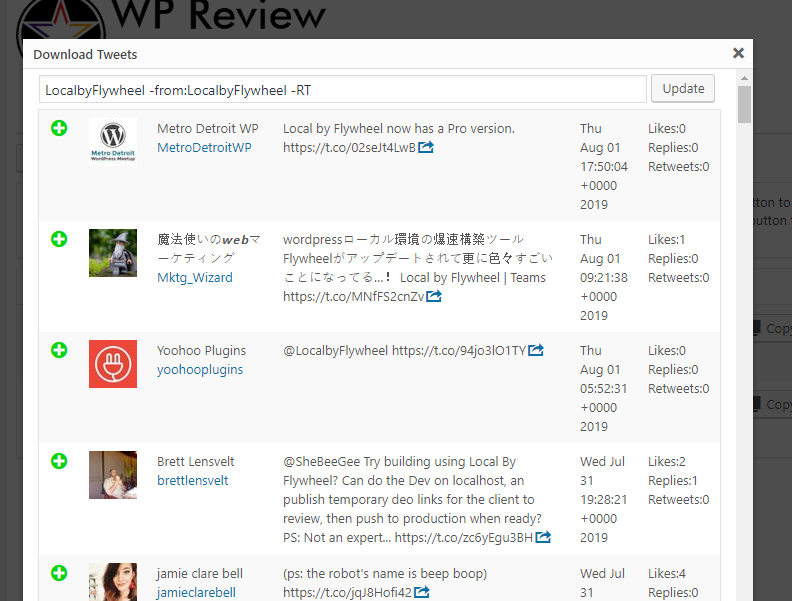 WP Review
Download Tweets
LocalbyFlywheel -from:LocalbyFlywheel -RT
Update
Metro Detroit
WordPress Meetup
Metro Detroit WP
MetroDetroitWP
Local by Flywheel now has a Pro version.
https://t.co/02seJt4LwB
Thu
Aug 01
17:50:04
+0000
2019
Likes:0
Replies:0
Retweets:0
魔法使いのwebマ
ーケティング
Mktg_Wizard
wordpressローカル環境の爆速構築ツール
Flywheelがアップデートされて更に色々すごい
ことになってる…！ Local by Flywheel | Teams
https://t.co/MNfFS2cnZv
Thu
Aug 01
09:21:38
+0000
2019
Likes:1
Replies:0
Retweets:0
Yoohoo Plugins
yoohooplugins
@LocalbyFlywheel https://t.co/94jo3lO1TY
Thu
Aug 01
05:52:31
+0000
2019
Likes:0
Replies:0
Retweets:0
Brett Lensvelt
brettlensvelt
@SheBeeGee Try building using Local By
Flywheel? Can do the Dev on localhost, an
publish temporary deo links for the client to
review, then push to production when ready?
PS: Not an expert... https://t.co/zc6yEgu3BH
Wed Jul
31
19:28:21
+0000
2019
Likes:2
Replies:1
Retweets:0
jamie clare bell
jamieclarebell
(ps: the robot's name is beep boop)
https://t.co/jqJ8Hofi42
Wed Jul
31
Likes:4
Replies:0
tton to
button
Copy
Copy